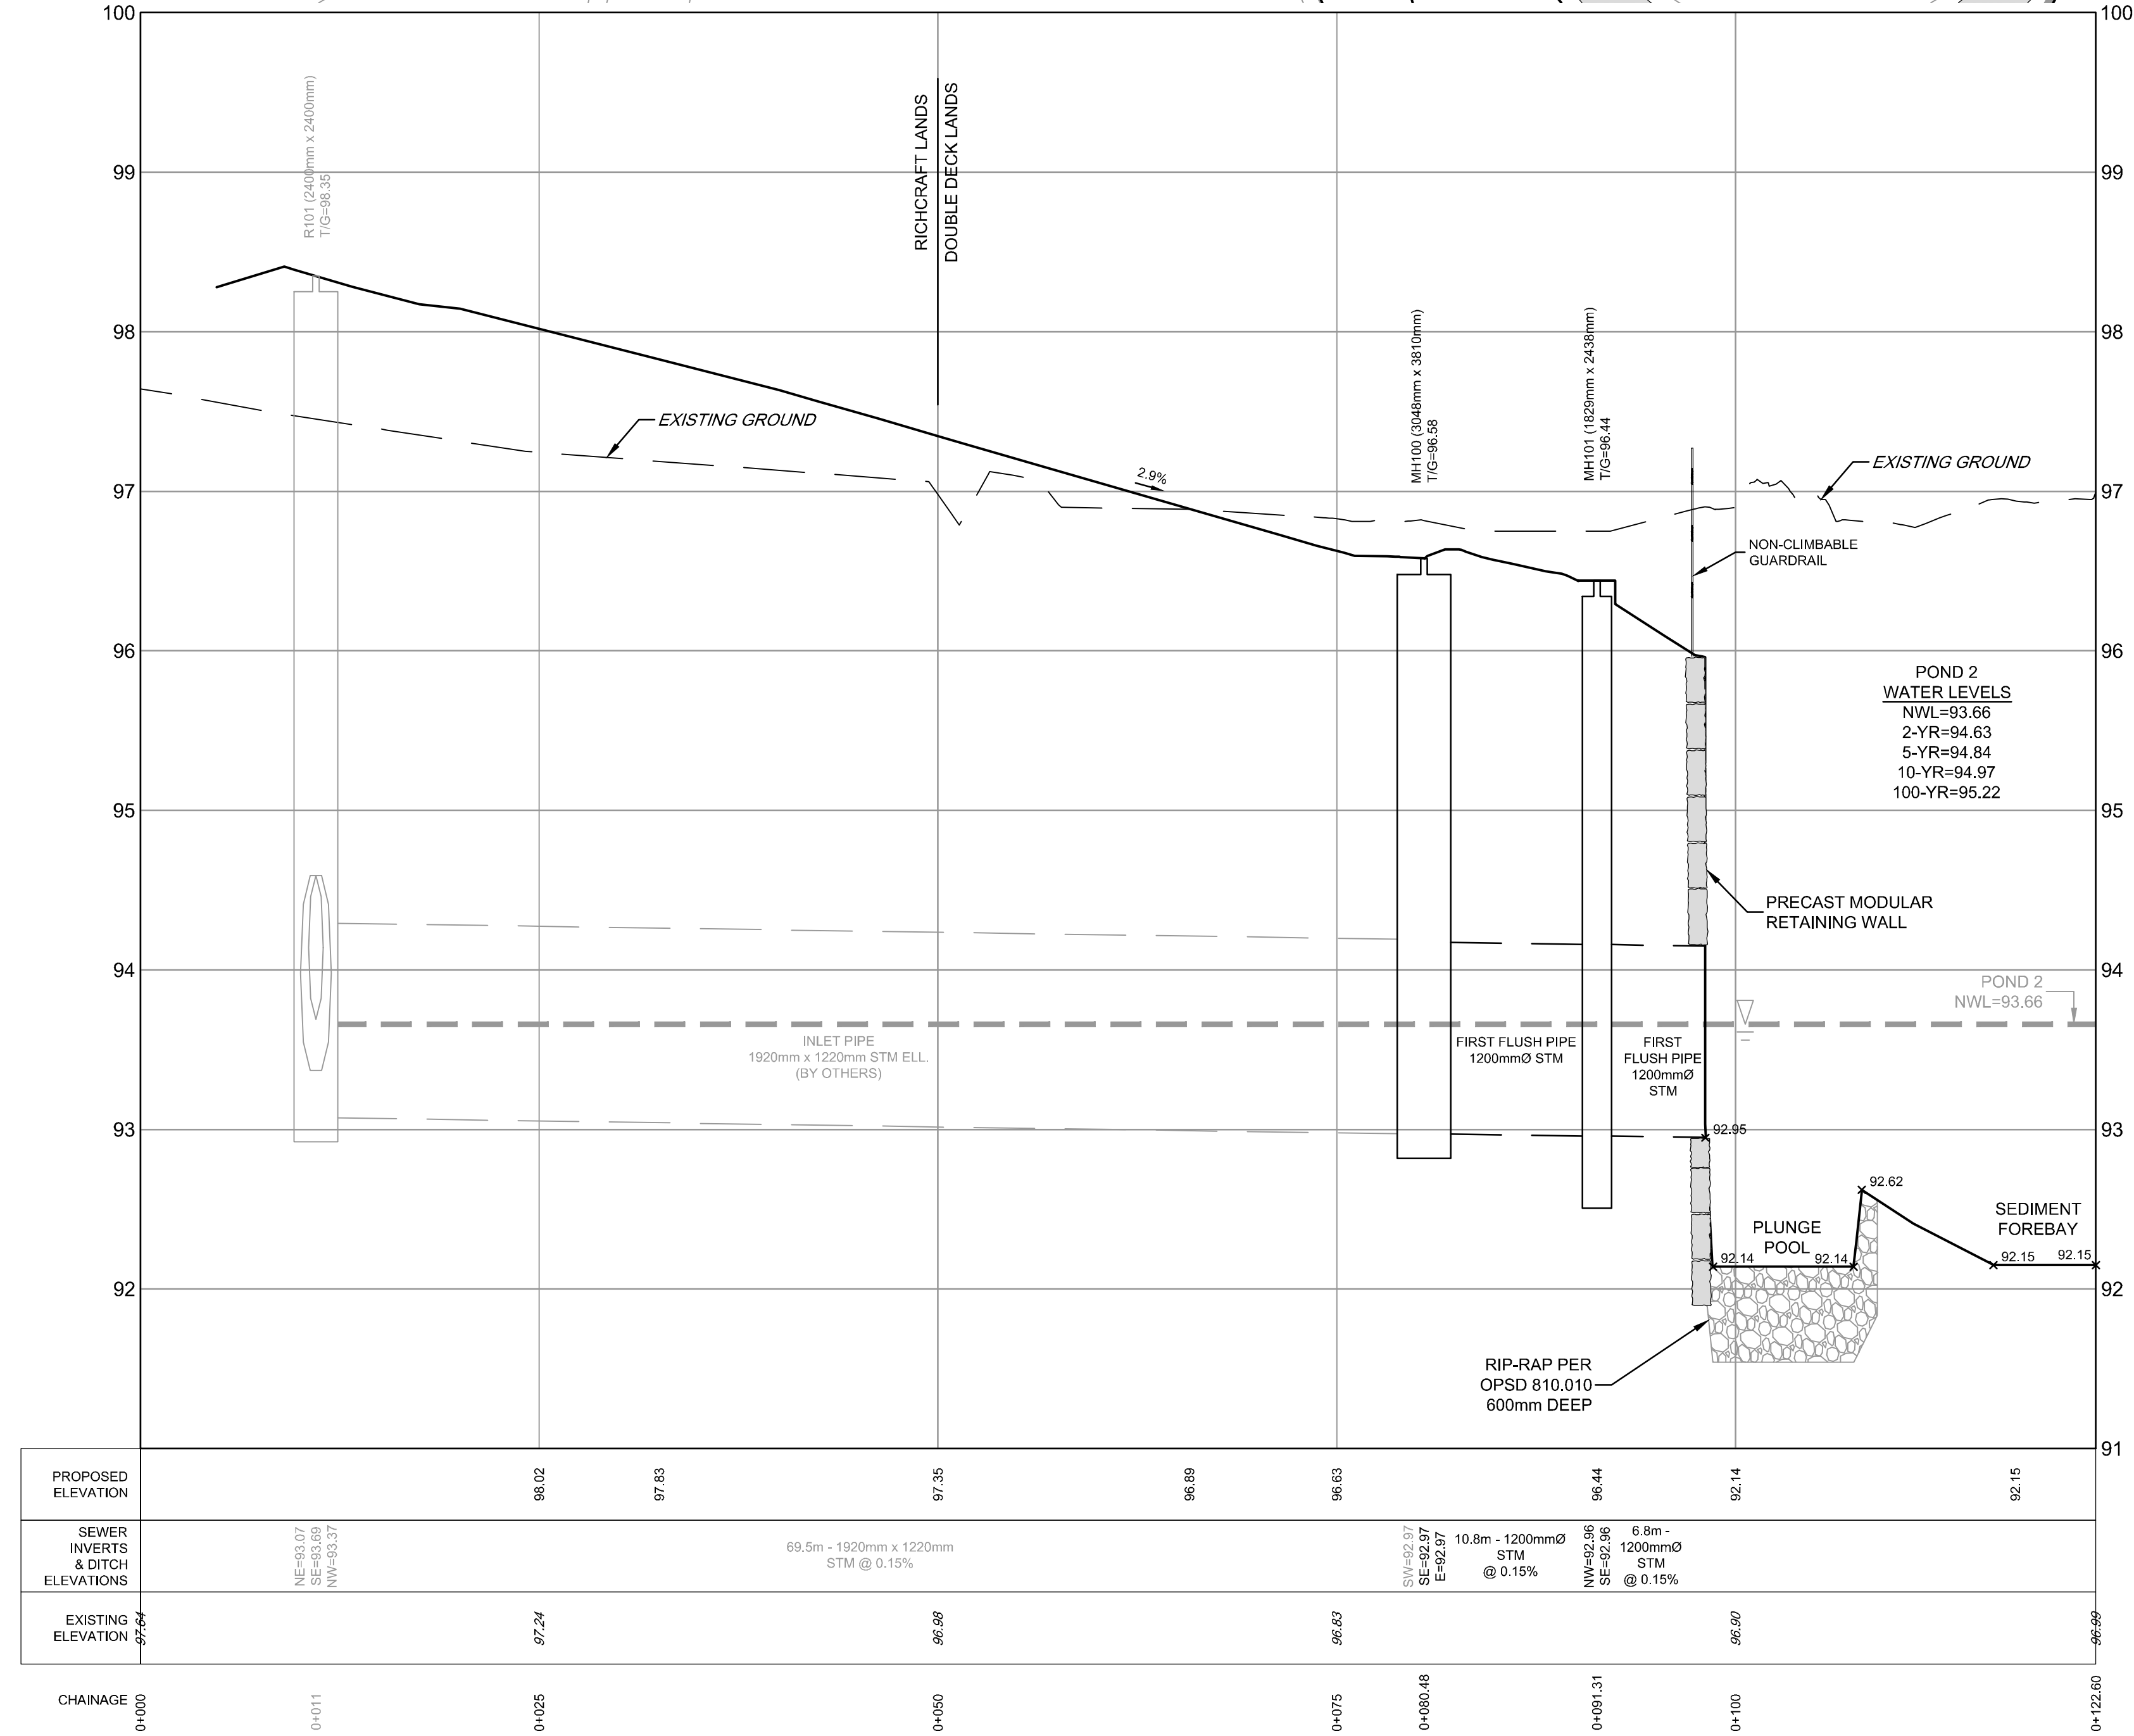 100
100
99
99
98
98
97
97
96
96
95
95
94
94
93
93
92
92
91
R101 (2400mm x 2400mm)
T/G=98.35
RICHCRAFT LANDS
DOUBLE DECK LANDS
EXISTING GROUND
2.9%
MH100 (3048mm x 3810mm)
T/G=96.58
MH101 (1829mm x 2438mm)
T/G=96.44
EXISTING GROUND
NON-CLIMBABLE
GUARDRAIL
POND 2
WATER LEVELS
NWL=93.66
2-YR=94.63
5-YR=94.84
10-YR=94.97
100-YR=95.22
PRECAST MODULAR
RETAINING WALL
POND 2
NWL=93.66
INLET PIPE
1920mm x 1220mm STM ELL.
(BY OTHERS)
FIRST FLUSH PIPE
1200mmØ STM
FIRST
FLUSH PIPE
1200mmØ
STM
92.95
92.62
PLUNGE
POOL
92.14
92.14
SEDIMENT
FOREBAY
92.15
92.15
RIP-RAP PER
OPSD 810.010
600mm DEEP
PROPOSED
ELEVATION
98.02
97.83
97.35
96.89
96.63
96.44
92.14
92.15
SEWER
INVERTS
& DITCH
ELEVATIONS
NE=93.07
SE=93.69
NW=93.37
69.5m - 1920mm x 1220mm
STM @ 0.15%
SW=92.97
SE=92.97
E=92.97
10.8m - 1200mmØ
STM
@ 0.15%
NW=92.96
SE=92.96
6.8m -
1200mmØ
STM
@ 0.15%
EXISTING
ELEVATION
97.64
97.24
96.98
96.83
96.90
96.99
CHAINAGE
0+000
0+011
0+025
0+050
0+075
0+080.48
0+091.31
0+100
0+122.60